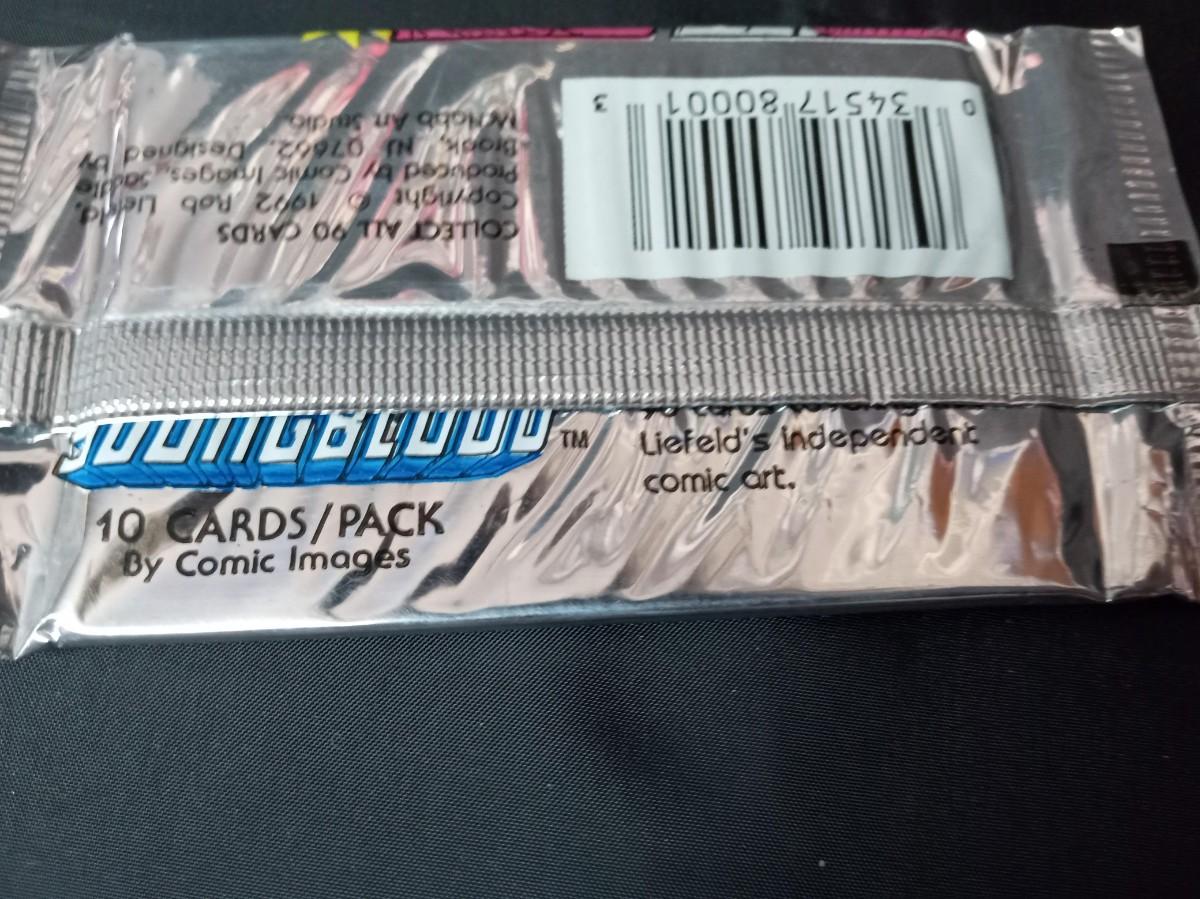 COLLECT ALL 90 CARDS
Copyright © 1992 Rob Liefeld.
Produced by Comic Images, Saddle
Brook, NJ 07662. Designed by
McNabb Art Studio.
0 34517 80001 3
YOUNGBLOOD TM
10 CARDS/PACK
By Comic Images
Liefeld's independent
comic art.